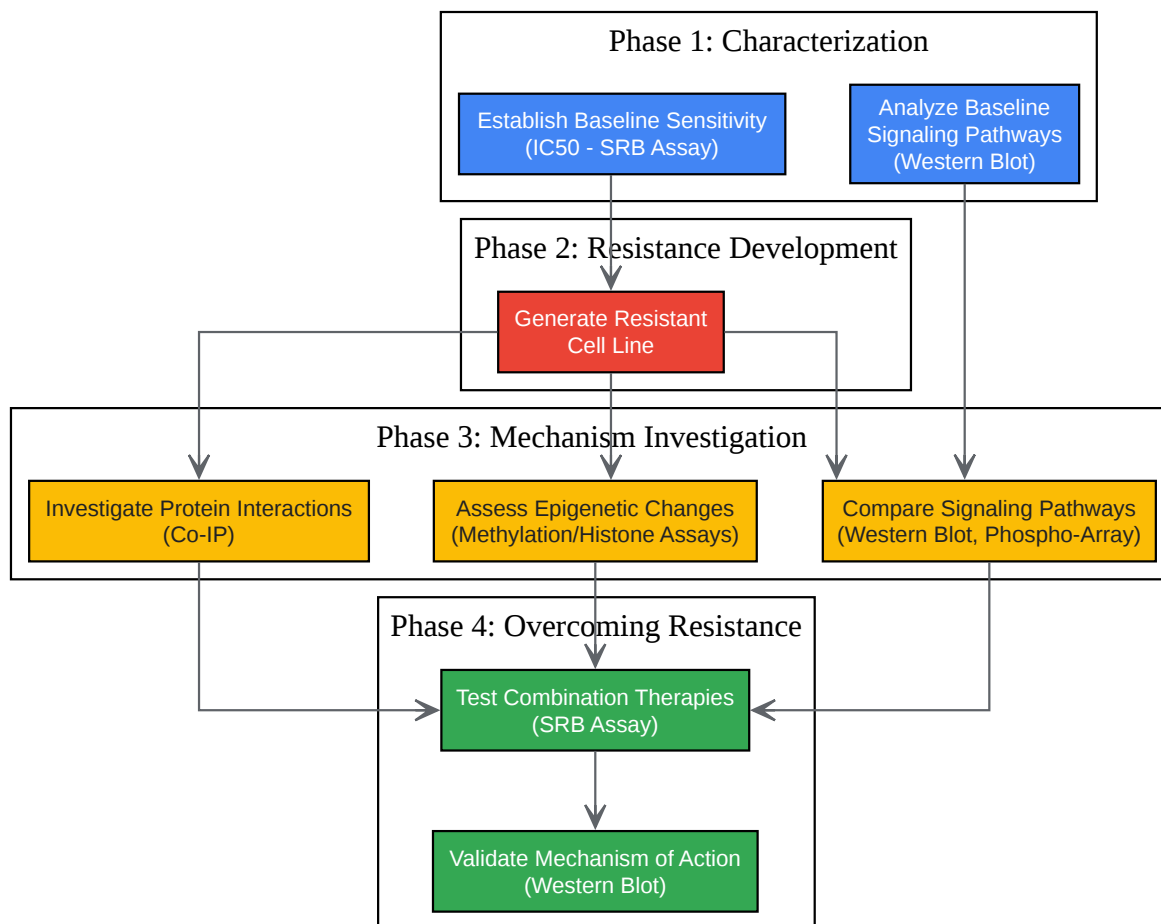 Phase 1: Characterization
Establish Baseline Sensitivity
(IC50 - SRB Assay)
Analyze Baseline
Signaling Pathways
(Western Blot)
Phase 2: Resistance Development
Generate Resistant
Cell Line
Phase 3: Mechanism Investigation
Investigate Protein Interactions
(Co-IP)
Assess Epigenetic Changes
(Methylation/Histone Assays)
Compare Signaling Pathways
(Western Blot, Phospho-Array)
Phase 4: Overcoming Resistance
Test Combination Therapies
(SRB Assay)
Validate Mechanism of Action
(Western Blot)